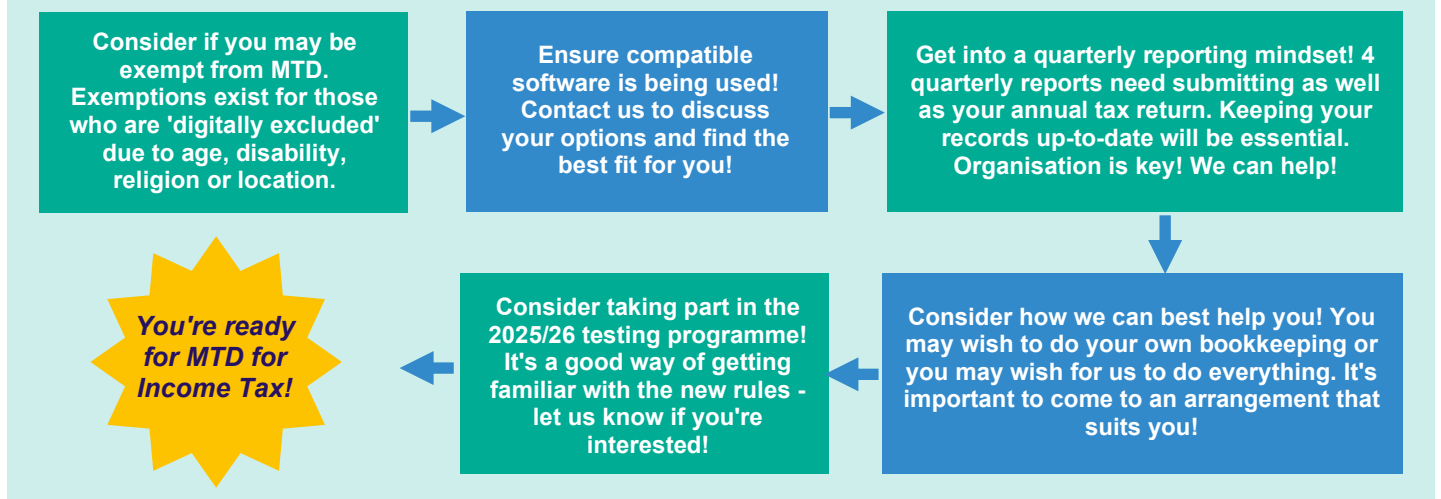 Consider if you may be
exempt from MTD.
Exemptions exist for those
who are 'digitally excluded'
due to age, disability,
religion or location.
Ensure compatible
software is being used!
Contact us to discuss
your options and find the
best fit for you!
Get into a quarterly reporting mindset! 4
quarterly reports need submitting as well
as your annual tax return. Keeping your
records up-to-date will be essential.
Organisation is key! We can help!
Consider how we can best help you! You
may wish to do your own bookkeeping or
you may wish for us to do everything. It's
important to come to an arrangement that
suits you!
Consider taking part in the
2025/26 testing programme!
It's a good way of getting
familiar with the new rules -
let us know if you're
interested!
You're ready
for MTD for
Income Tax!